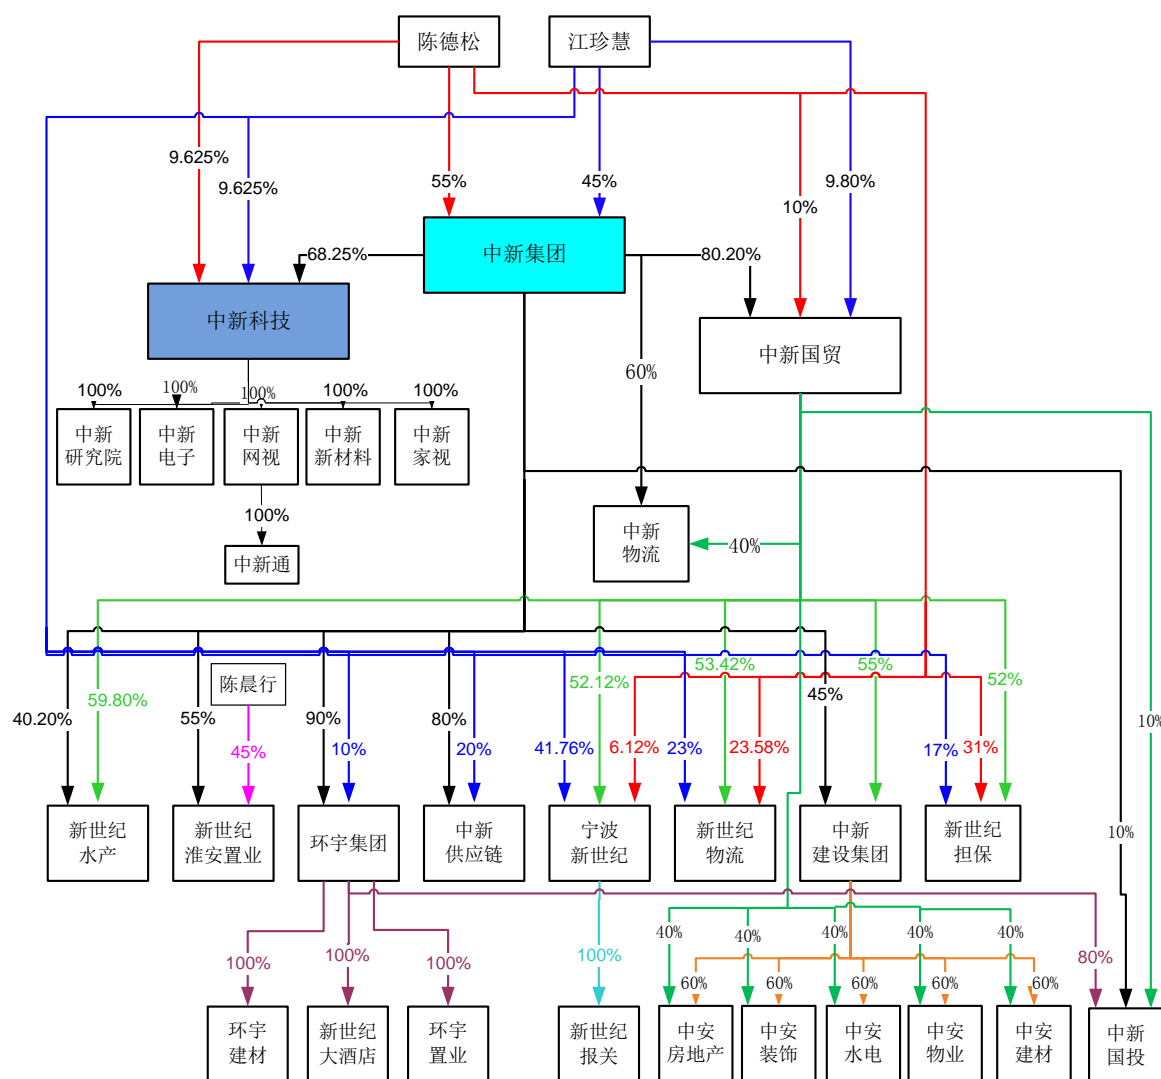 陈德松
江珍慧
9.625%
9.625%
55%
45%
10%
9.80%
中新集团
68.25%
80.20%
中新科技
中新国贸
60%
100%
100%
100%
100%
100%
中新
研究院
中新
电子
中新
网视
中新
新材料
中新
家视
100%
中新通
中新
物流
40%
陈晨行
40.20%
59.80%
55%
45%
90%
10%
80%
20%
41.76%
52.12%
6.12%
23%
53.42%
23.58%
45%
55%
17%
31%
52%
10%
新世纪
水产
新世纪
淮安置业
环宇集团
中新
供应链
宁波
新世纪
新世纪
物流
中新
建设集团
新世纪
担保
10%
100%
100%
100%
100%
40%
40%
40%
40%
40%
80%
60%
60%
60%
60%
60%
环宇
建材
新世纪
大酒店
环宇
置业
新世纪
报关
中安
房地产
中安
装饰
中安
水电
中安
物业
中安
建材
中新
国投